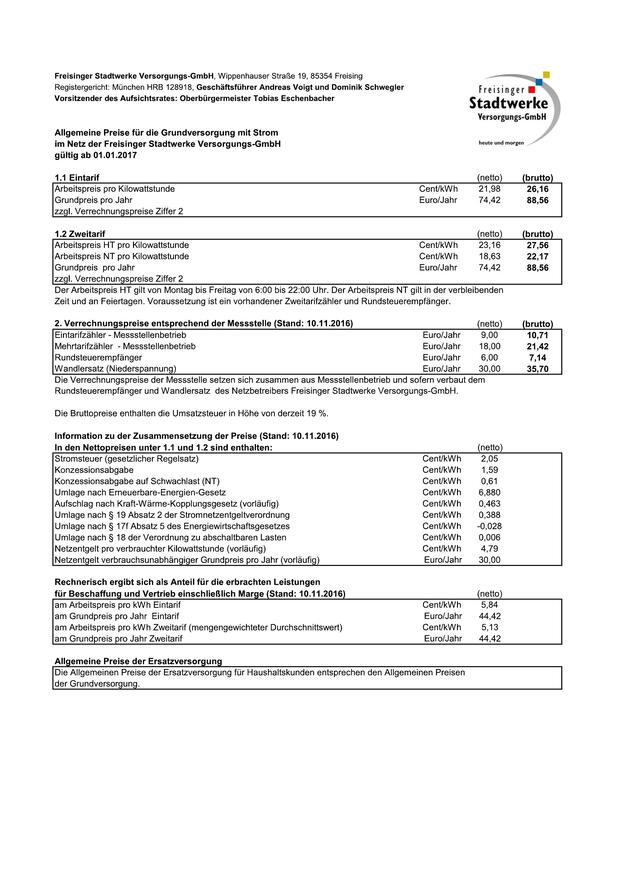 Freisinger Stadtwerke Versorgungs-GmbH, Wippenhauser Straße 19, 85354 Freising
Registergericht: München HRB 128918, Geschäftsführer Andreas Voigt und Dominik Schwegler
Vorsitzender des Aufsichtsrates: Oberbürgermeister Tobias Eschenbacher
Freisinger
Stadtwerke
Versorgungs-GmbH
heute und morgen
Allgemeine Preise für die Grundversorgung mit Strom
im Netz der Freisinger Stadtwerke Versorgungs-GmbH
gültig ab 01.01.2017
1.1 Eintarif (netto) (brutto)
Arbeitspreis pro Kilowattstunde Cent/kWh 21,98 26,16
Grundpreis pro Jahr Euro/Jahr 74,42 88,56
zzgl. Verrechnungspreise Ziffer 2
1.2 Zweitarif (netto) (brutto)
Arbeitspreis HT pro Kilowattstunde Cent/kWh 23,16 27,56
Arbeitspreis NT pro Kilowattstunde Cent/kWh 18,63 22,17
Grundpreis pro Jahr Euro/Jahr 74,42 88,56
zzgl. Verrechnungspreise Ziffer 2
Der Arbeitspreis HT gilt von Montag bis Freitag von 6:00 bis 22:00 Uhr. Der Arbeitspreis NT gilt in der verbleibenden
Zeit und an Feiertagen. Voraussetzung ist ein vorhandener Zweitarifzähler und Rundsteuerempfänger.
2. Verrechnungspreise entsprechend der Messstelle (Stand: 10.11.2016) (netto) (brutto)
Eintarifzähler - Messstellenbetrieb Euro/Jahr 9,00 10,71
Mehrtarifzähler - Messstellenbetrieb Euro/Jahr 18,00 21,42
Rundsteuerempfänger Euro/Jahr 6,00 7,14
Wandlersatz (Niederspannung) Euro/Jahr 30,00 35,70
Die Verrechnungspreise der Messstelle setzen sich zusammen aus Messstellenbetrieb und sofern verbaut dem
Rundsteuerempfänger und Wandlersatz des Netzbetreibers Freisinger Stadtwerke Versorgungs-GmbH.
Die Bruttopreise enthalten die Umsatzsteuer in Höhe von derzeit 19 %.
Information zu der Zusammensetzung der Preise (Stand: 10.11.2016)
In den Nettopreisen unter 1.1 und 1.2 sind enthalten: (netto)
Stromsteuer (gesetzlicher Regelsatz) Cent/kWh 2,05
Konzessionsabgabe Cent/kWh 1,59
Konzessionsabgabe auf Schwachlast (NT) Cent/kWh 0,61
Umlage nach Erneuerbare-Energien-Gesetz Cent/kWh 6,880
Aufschlag nach Kraft-Wärme-Kopplungsgesetz (vorläufig) Cent/kWh 0,463
Umlage nach § 19 Absatz 2 der Stromnetzentgeltverordnung Cent/kWh 0,388
Umlage nach § 17f Absatz 5 des Energiewirtschaftsgesetzes Cent/kWh -0,028
Umlage nach § 18 der Verordnung zu abschaltbaren Lasten Cent/kWh 0,006
Netzentgelt pro verbrauchter Kilowattstunde (vorläufig) Cent/kWh 4,79
Netzentgelt verbrauchsunabhängiger Grundpreis pro Jahr (vorläufig) Euro/Jahr 30,00
Rechnerisch ergibt sich als Anteil für die erbrachten Leistungen
für Beschaffung und Vertrieb einschließlich Marge (Stand: 10.11.2016) (netto)
am Arbeitspreis pro kWh Eintarif Cent/kWh 5,84
am Grundpreis pro Jahr Eintarif Euro/Jahr 44,42
am Arbeitspreis pro kWh Zweitarif (mengengewichteter Durchschnittswert) Cent/kWh 5,13
am Grundpreis pro Jahr Zweitarif Euro/Jahr 44,42
Allgemeine Preise der Ersatzversorgung
Die Allgemeinen Preise der Ersatzversorgung für Haushaltskunden entsprechen den Allgemeinen Preisen
der Grundversorgung.